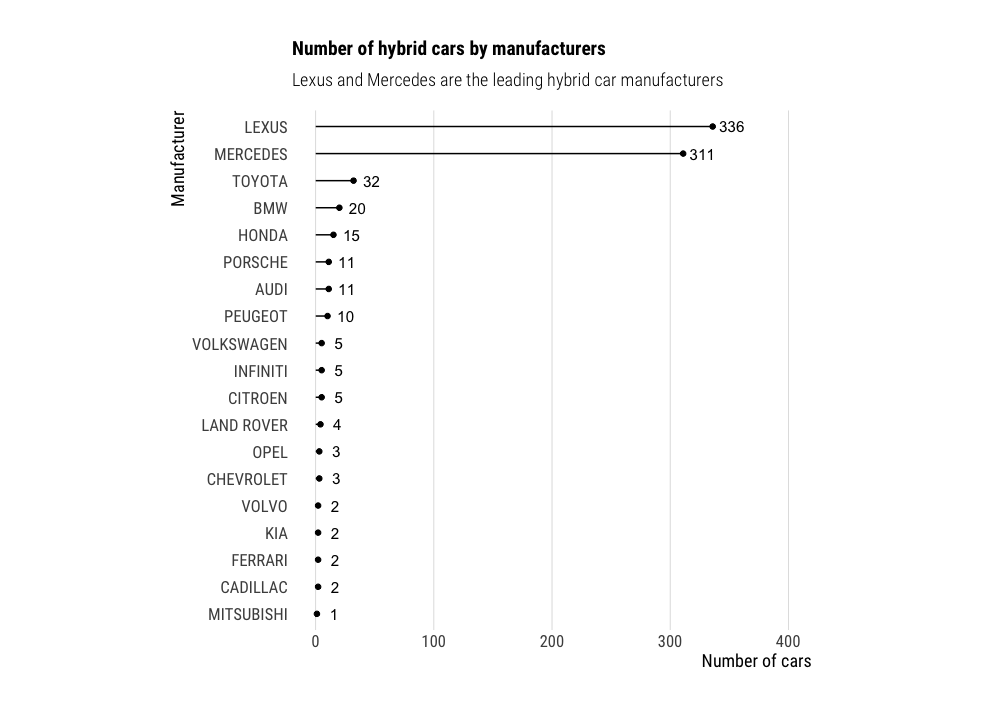 Number of hybrid cars by manufacturers
Lexus and Mercedes are the leading hybrid car manufacturers
Manufacturer
LEXUS 336
MERCEDES 311
TOYOTA 32
BMW 20
HONDA 15
PORSCHE 11
AUDI 11
PEUGEOT 10
VOLKSWAGEN 5
INFINITI 5
CITROEN 5
LAND ROVER 4
OPEL 3
CHEVROLET 3
VOLVO 2
KIA 2
FERRARI 2
CADILLAC 2
MITSUBISHI 1
0 100 200 300 400
Number of cars